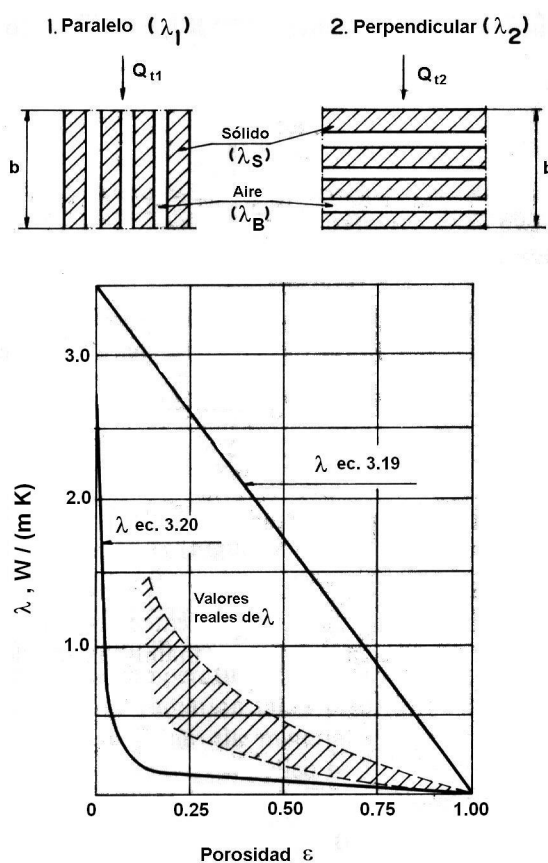 1. Paralelo (λ1)
2. Perpendicular (λ2)
Qt1
Qt2
b
Sólido
(λS)
Aire
(λB)
b
3.0
2.0
1.0
λ ec. 3.19
λ ec. 3.20
Valores
reales de λ
λ, W / (m K)
0
0.25
0.50
0.75
1.00
Porosidad ε